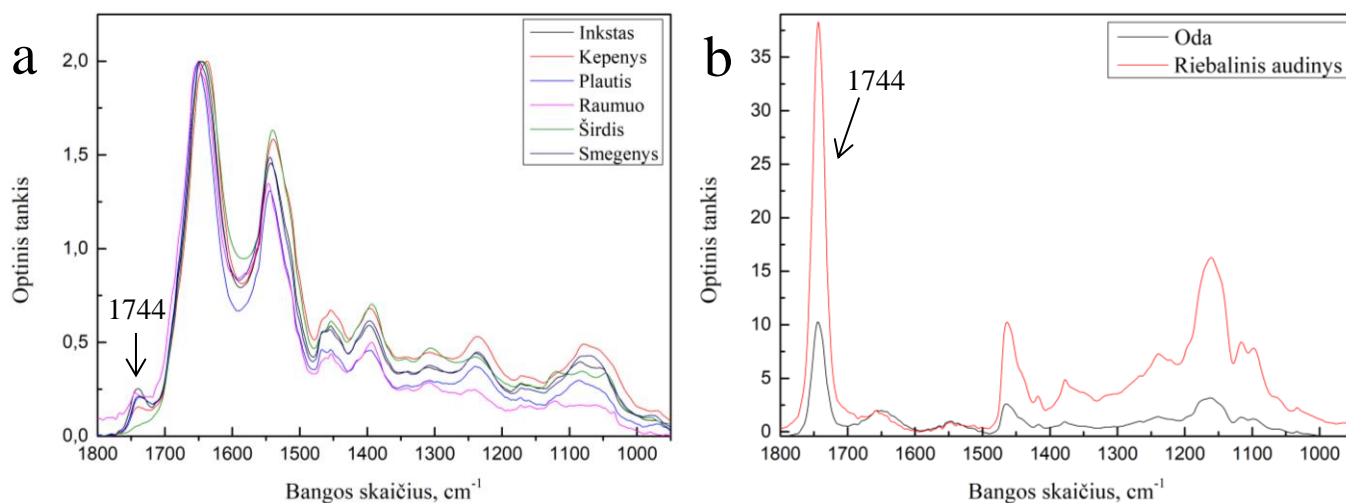 a
Inkstas
Kepenys
Plautis
Raumuo
Širdis
Smegenys
1744
Optinis tankis
2,0
1,5
1,0
0,5
0,0
1800 1700 1600 1500 1400 1300 1200 1100 1000
Bangos skaičius, cm-1
b
Oda
Riebalinis audinys
1744
Optinis tankis
35
30
25
20
15
10
5
0
1800 1700 1600 1500 1400 1300 1200 1100 1000
Bangos skaičius, cm-1